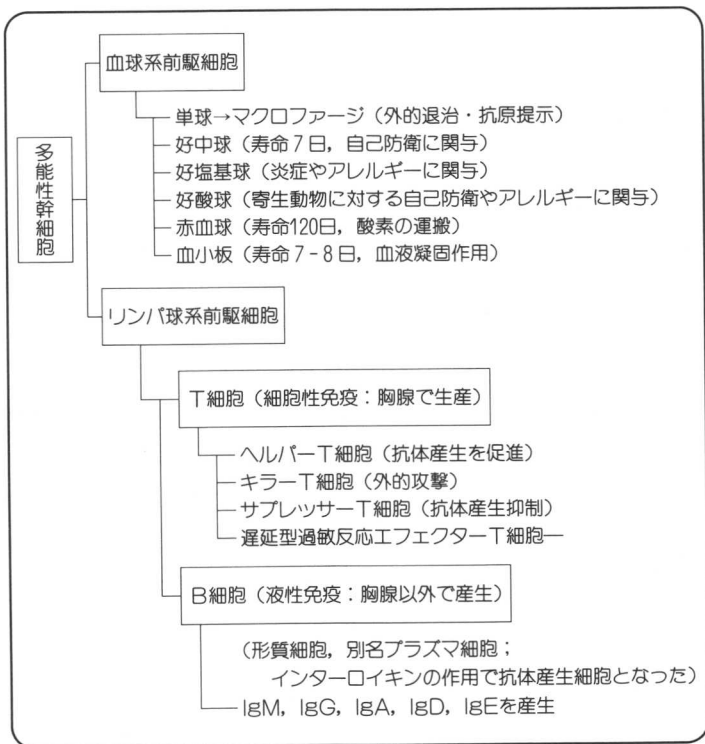 血球系前駆細胞
単球→マクロファージ（外的退治・抗原提示）
好中球（寿命7日，自己防衛に関与）
好塩基球（炎症やアレルギーに関与）
好酸球（寄生動物に対する自己防衛やアレルギーに関与）
赤血球（寿命120日，酸素の運搬）
血小板（寿命7-8日，血液凝固作用）
多能性幹細胞
リンパ球系前駆細胞
T細胞（細胞性免疫：胸腺で生産）
ヘルパーT細胞（抗体産生を促進）
キラーT細胞（外的攻撃）
サプレッサーT細胞（抗体産生抑制）
遅延型過敏反応エフェクターT細胞―
B細胞（液性免疫：胸腺以外で産生）
（形質細胞，別名プラズマ細胞；
インターロイキンの作用で抗体産生細胞となった）
IgM，IgG，IgA，IgD，IgEを産生